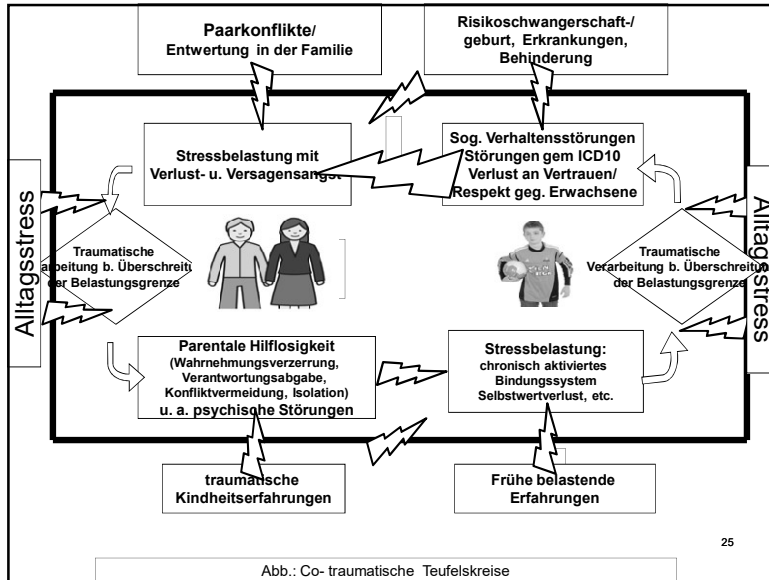 Paarkonflikte/
Entwertung in der Familie
Risikoschwangerschaft-/
geburt, Erkrankungen,
Behinderung
Stressbelastung mit
Verlust- u. Versagensangst
Sog. Verhaltensstörungen
Störungen gem ICD10
Verlust an Vertrauen/
Respekt geg. Erwachsene
Alltagsstress
Traumatische
arbeitung b. Überschreitu
der Belastungsgrenze
Traumatische
Verarbeitung b. Überschreitu
der Belastungsgrenze
Alltagsstress
Parentale Hilflosigkeit
(Wahrnehmungsverzerrung,
Verantwortungsabgabe,
Konfliktvermeidung, Isolation)
u. a. psychische Störungen
Stressbelastung:
chronisch aktiviertes
Bindungssystem
Selbstwertverlust, etc.
traumatische
Kindheitserfahrungen
Frühe belastende
Erfahrungen
25
Abb.: Co- traumatische Teufelskreise